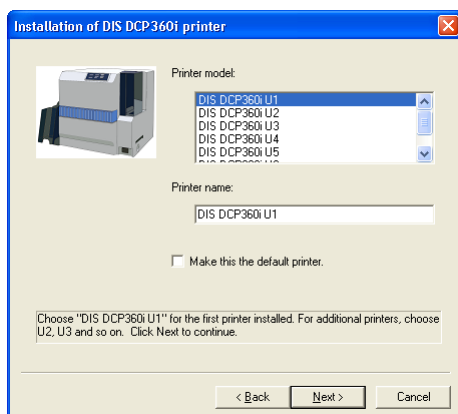 Installation of DIS DCP360i printer
Printer model:
DIS DCP360i U1
DIS DCP360i U2
DIS DCP360i U3
DIS DCP360i U4
DIS DCP360i U5
Printer name:
DIS DCP360i U1
Make this the default printer.
Choose "DIS DCP360i U1" for the first printer installed. For additional printers, choose
U2, U3 and so on. Click Next to continue.
< Back
Next >
Cancel